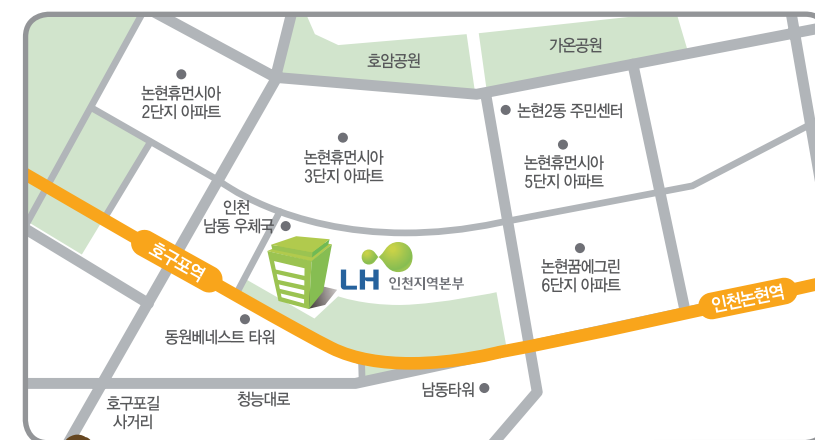 호암공원
가온공원
논현휴먼시아
2단지 아파트
논현2동 주민센터
논현휴먼시아
3단지 아파트
논현휴먼시아
5단지 아파트
인천
남동 우체국
호구포역
LH 인천지역본부
논현꿈에그린
6단지 아파트
인천논현역
동원베네스트 타워
남동타워
청능대로
호구포길
사거리